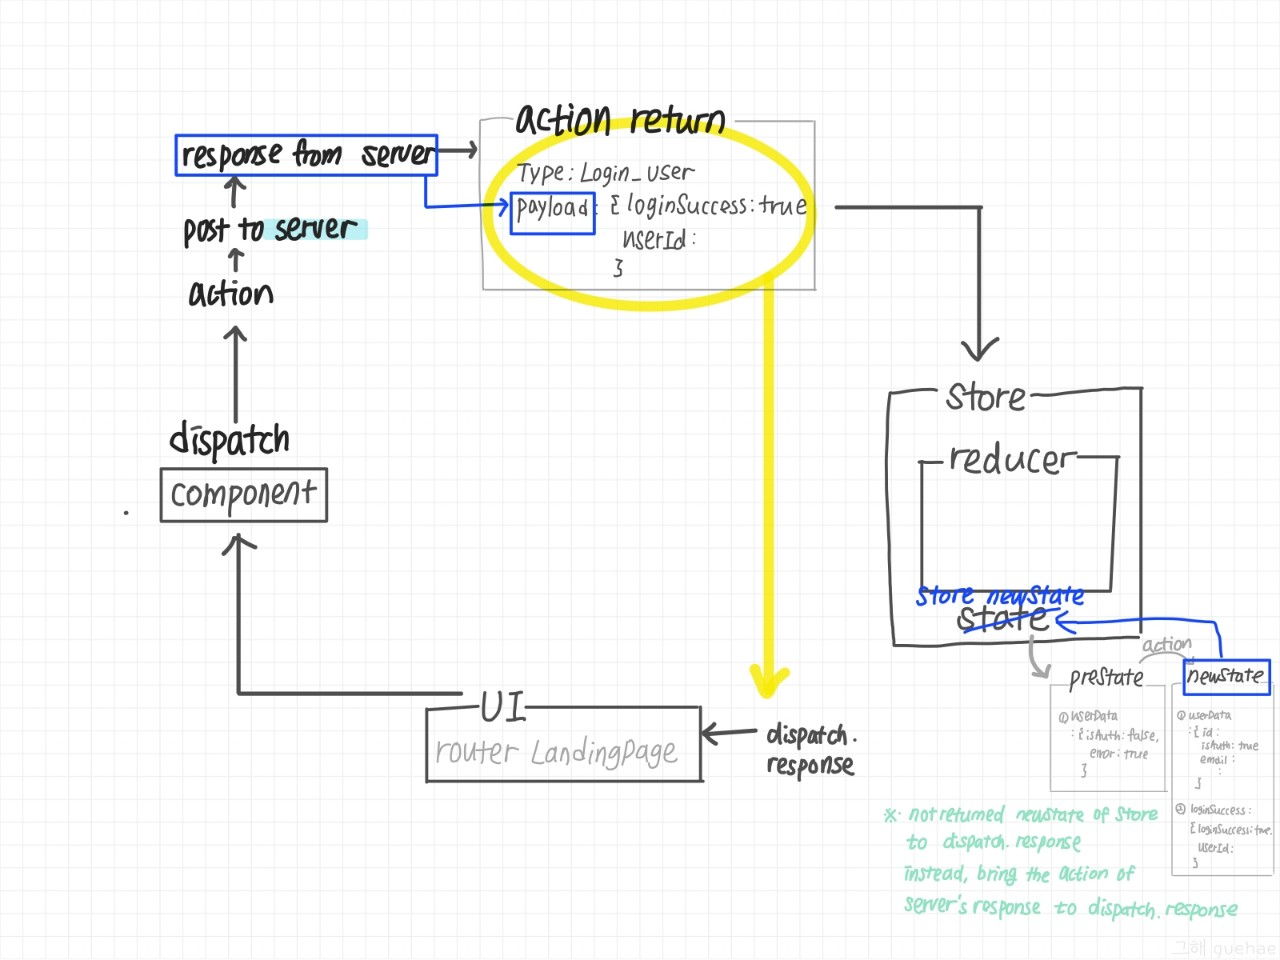 action return
response from server
Type: Login_user
payload: { loginSuccess: true
userId:
}
post to server
action
dispatch
component
store
reducer
store newState
state
action
preState
newState
① userData
: { isAuth: false,
error: true
}
① userData
: { id :
isAuth: true
email :
:
}
② loginSuccess :
{ loginSuccess: true,
userId :
}
UI
router LandingPage
dispatch.
response
※ not returned newstate of store
to dispatch.response
instead, bring the action of
server's response to dispatch.response
그해 guehae